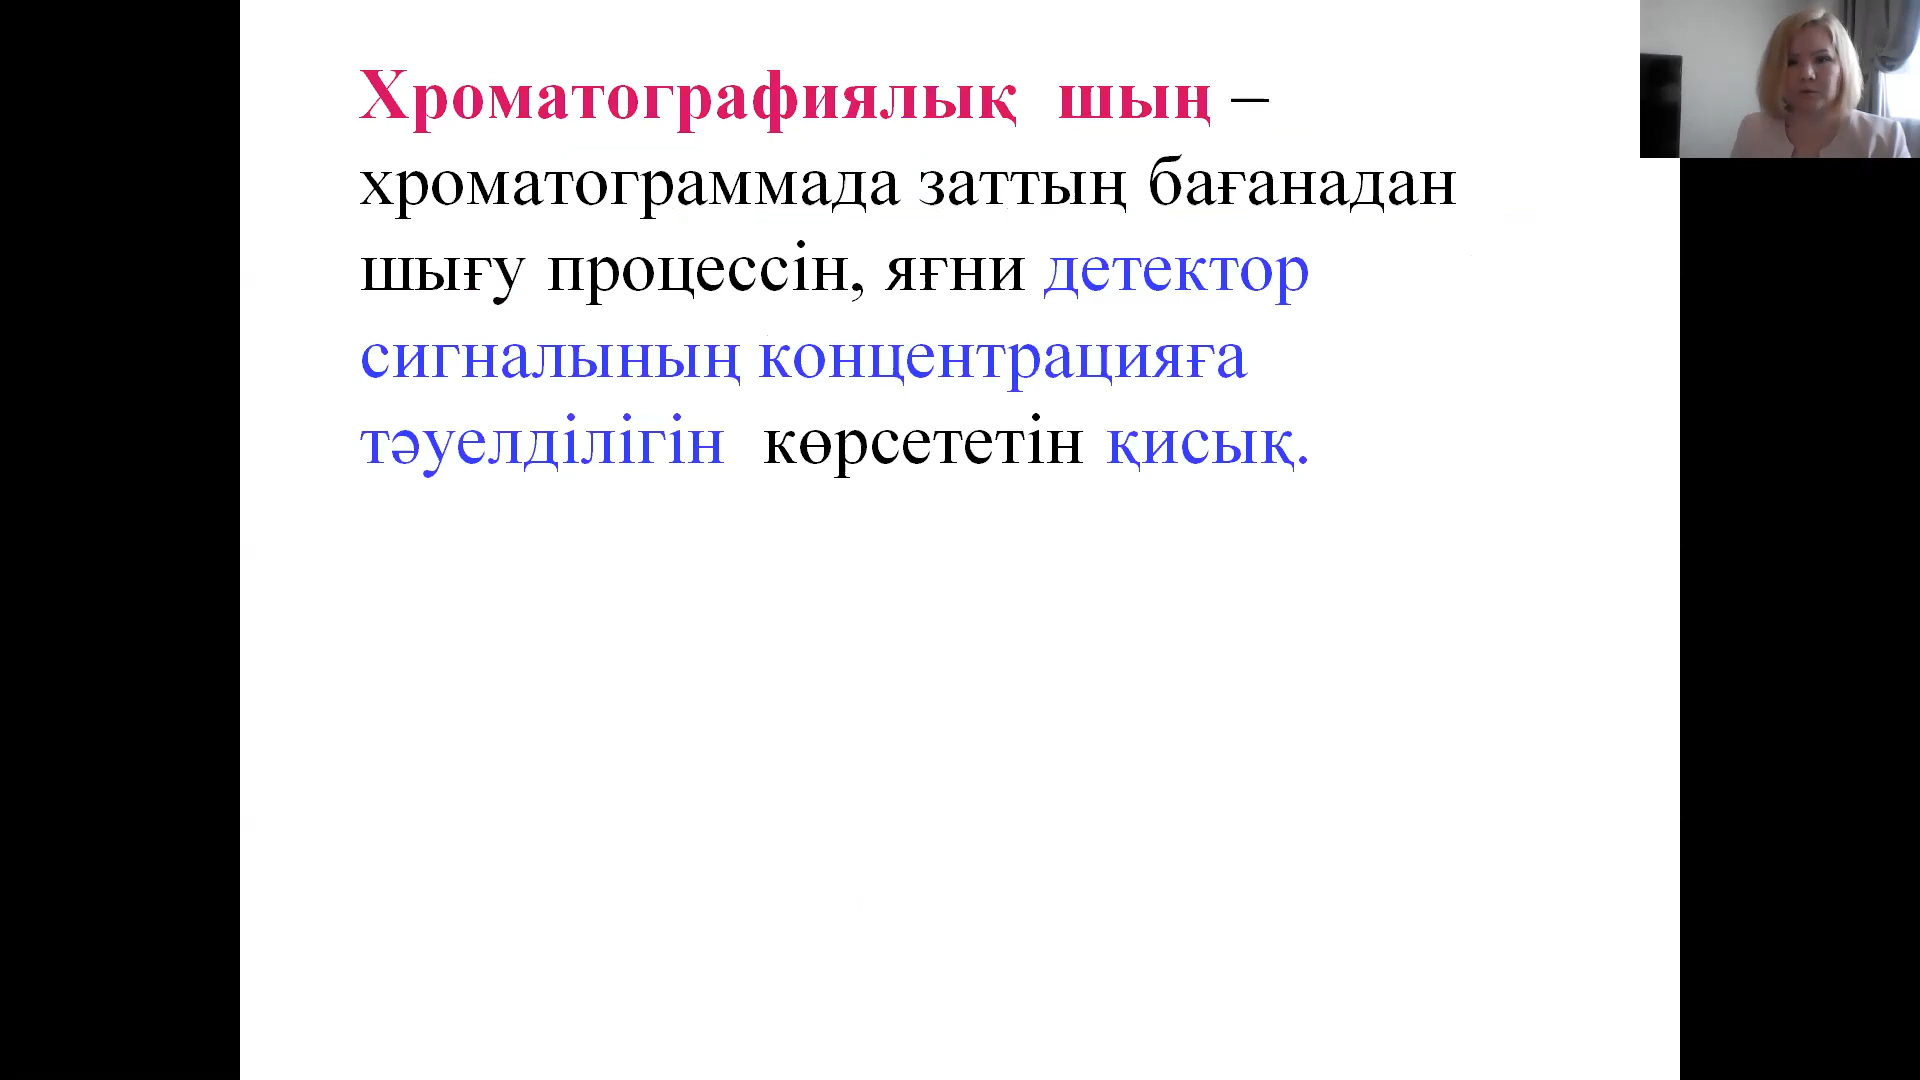 Хроматографиялық шың –
хроматограммада заттың бағанадан
шығу процессін, яғни детектор
сигналының концентрацияға
тәуелділігін көрсететін қисық.